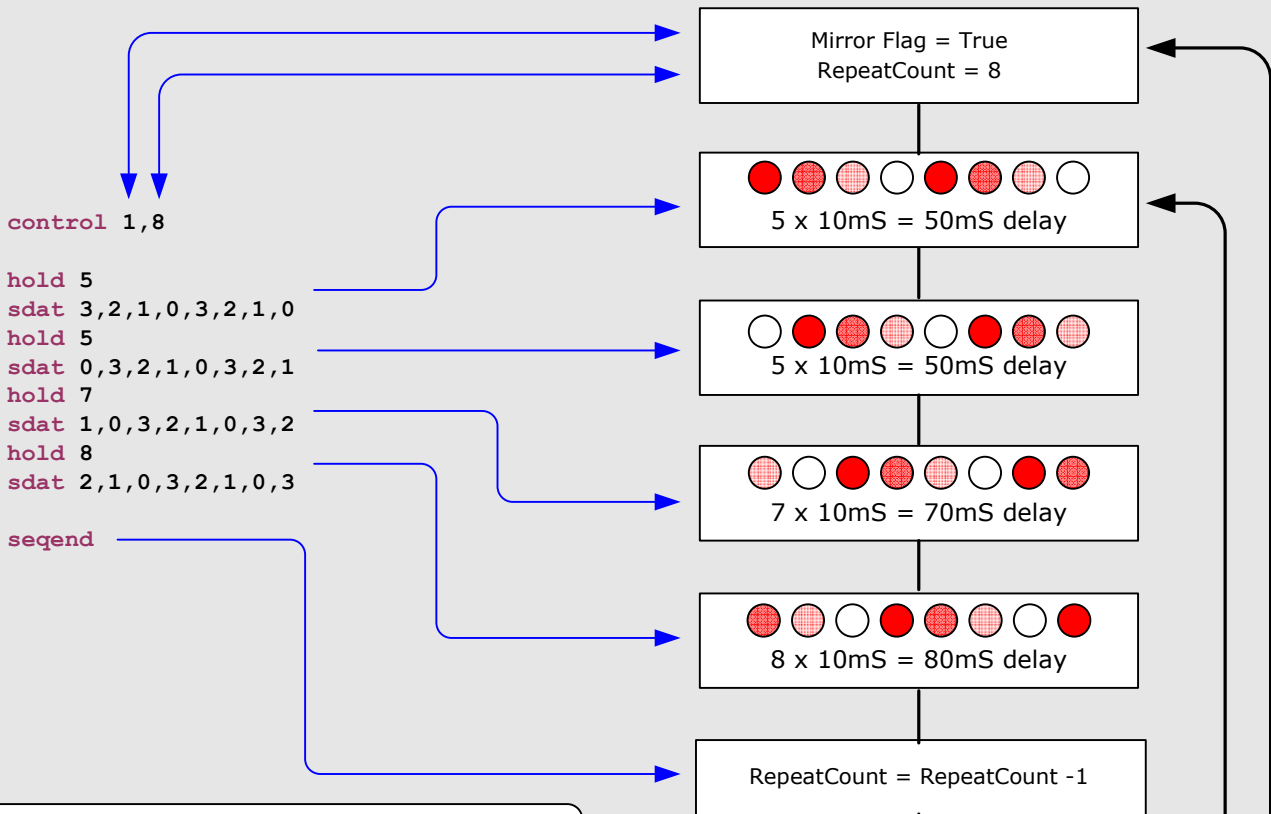 Mirror Flag = True
RepeatCount = 8
5 x 10mS = 50mS delay
control 1,8
hold 5
sdat 3,2,1,0,3,2,1,0
hold 5
sdat 0,3,2,1,0,3,2,1
hold 7
sdat 1,0,3,2,1,0,3,2
hold 8
sdat 2,1,0,3,2,1,0,3
seqend
5 x 10mS = 50mS delay
7 x 10mS = 70mS delay
8 x 10mS = 80mS delay
RepeatCount = RepeatCount -1